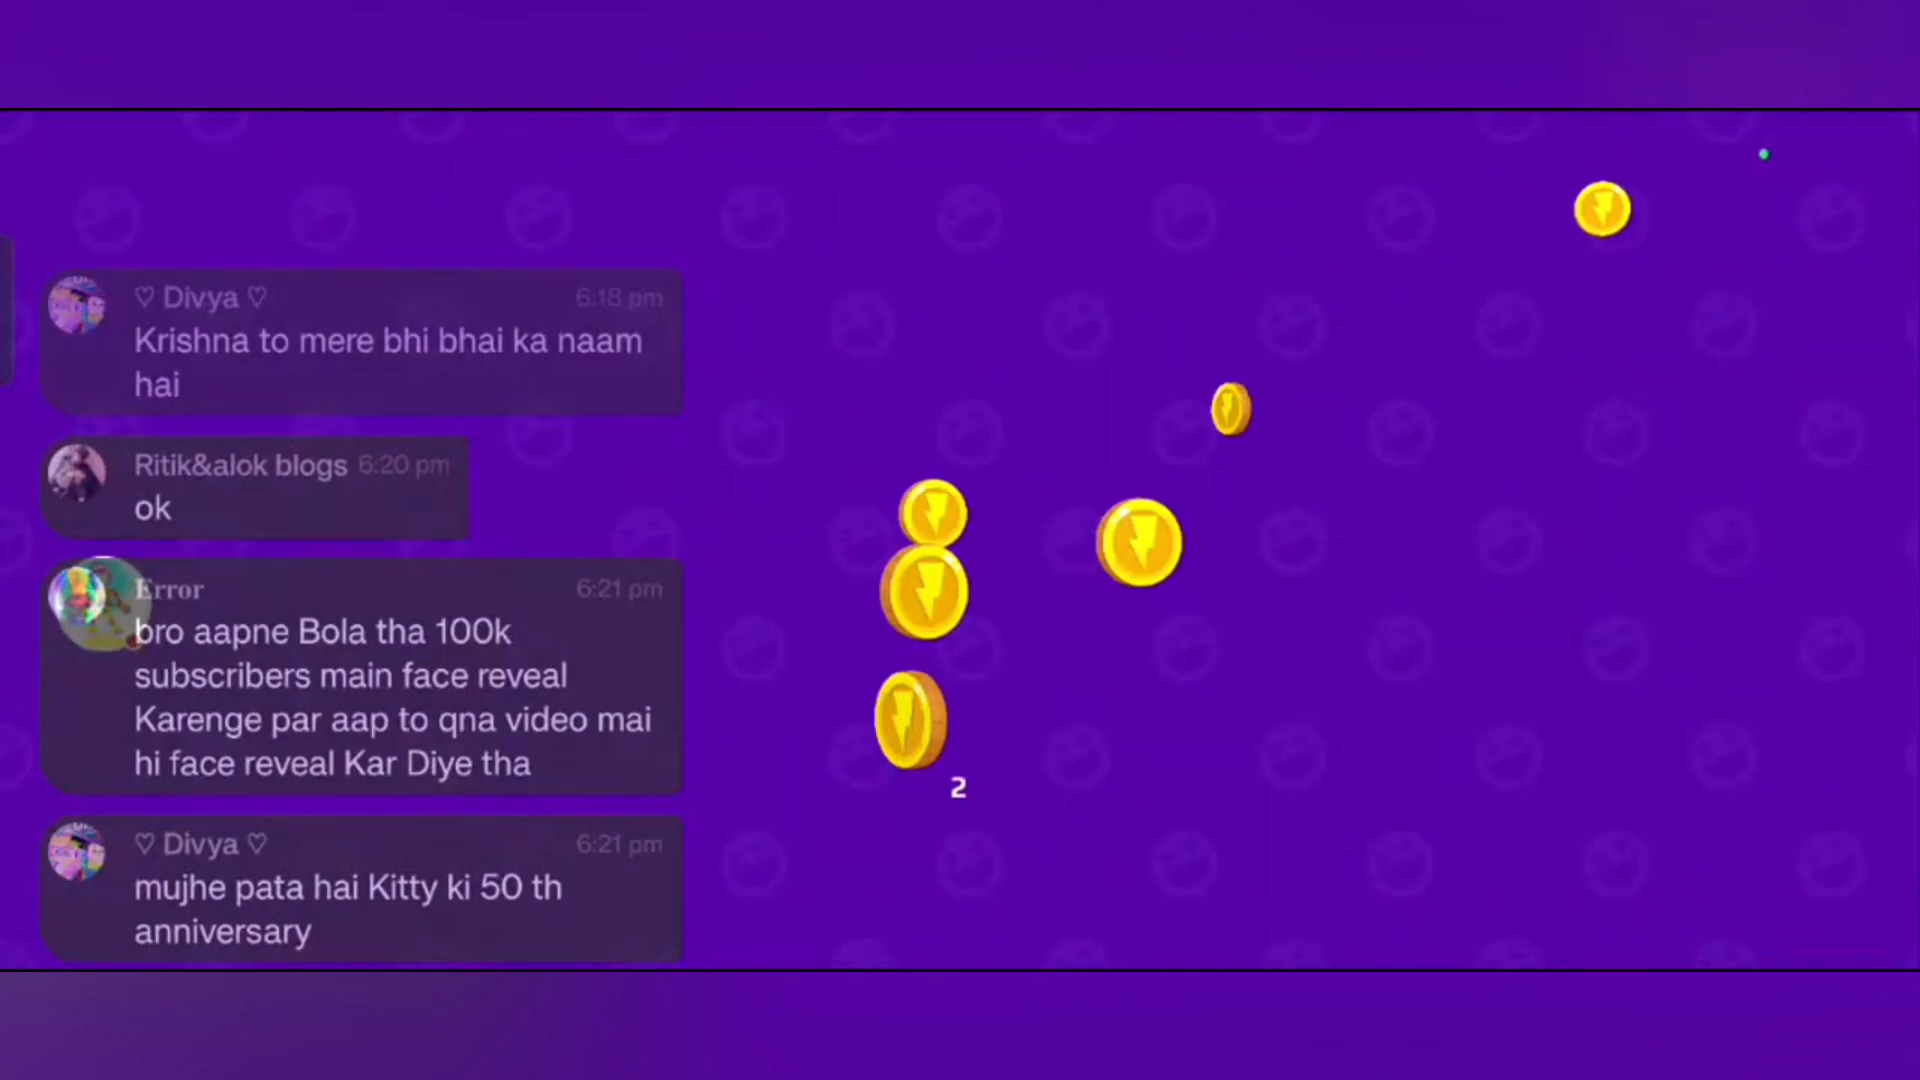 ♡ Divya ♡ 6:18 pm
Krishna to mere bhi bhai ka naam
hai
Ritik&alok blogs 6:20 pm
ok
Error 6:21 pm
bro aapne Bola tha 100k
subscribers main face reveal
Karenge par aap to qna video mai
hi face reveal Kar Diye tha
2
♡ Divya ♡ 6:21 pm
mujhe pata hai Kitty ki 50 th
anniversary